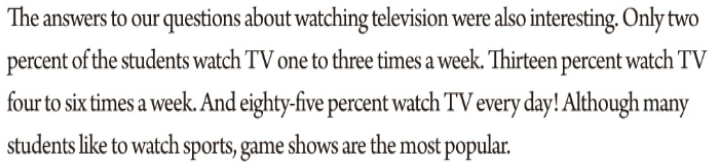 The answers to our questions about watching television were also interesting. Only two
percent of the students watch TV one to three times a week. Thirteen percent watch TV
four to six times a week. And eighty-five percent watch TV every day! Although many
students like to watch sports, game shows are the most popular.